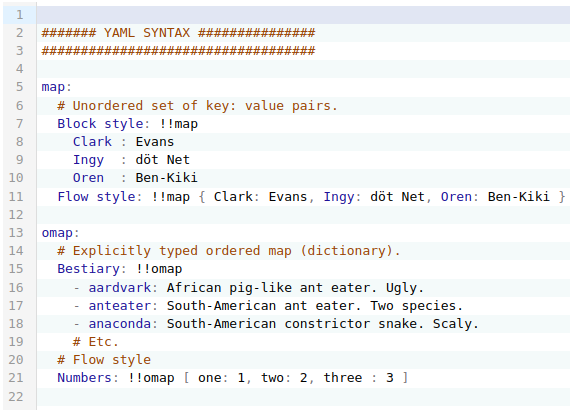 1
2 ####### YAML SYNTAX ###############
3 ###################################
4
5 map:
6   # Unordered set of key: value pairs.
7   Block style: !!map
8     Clark : Evans
9     Ingy  : döt Net
10     Oren  : Ben-Kiki
11   Flow style: !!map { Clark: Evans, Ingy: döt Net, Oren: Ben-Kiki }
12
13 omap:
14   # Explicitly typed ordered map (dictionary).
15   Bestiary: !!omap
16     - aardvark: African pig-like ant eater. Ugly.
17     - anteater: South-American ant eater. Two species.
18     - anaconda: South-American constrictor snake. Scaly.
19     # Etc.
20   # Flow style
21   Numbers: !!omap [ one: 1, two: 2, three : 3 ]
22